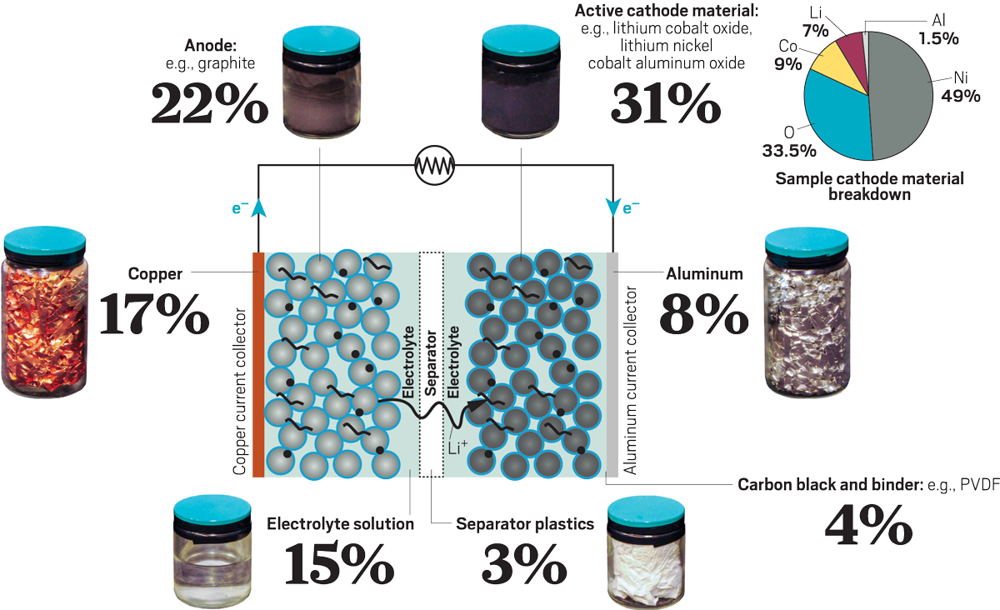 Anode:
e.g., graphite
22%
Active cathode material:
e.g., lithium cobalt oxide,
lithium nickel
cobalt aluminum oxide
31%
Li
7%
Al
1.5%
Co
9%
Ni
49%
O
33.5%
Sample cathode material
breakdown
e−
e−
Copper
17%
Aluminum
8%
Copper current collector
Electrolyte
Separator
Electrolyte
Aluminum current collector
Li+
Carbon black and binder: e.g., PVDF
4%
Electrolyte solution
15%
Separator plastics
3%